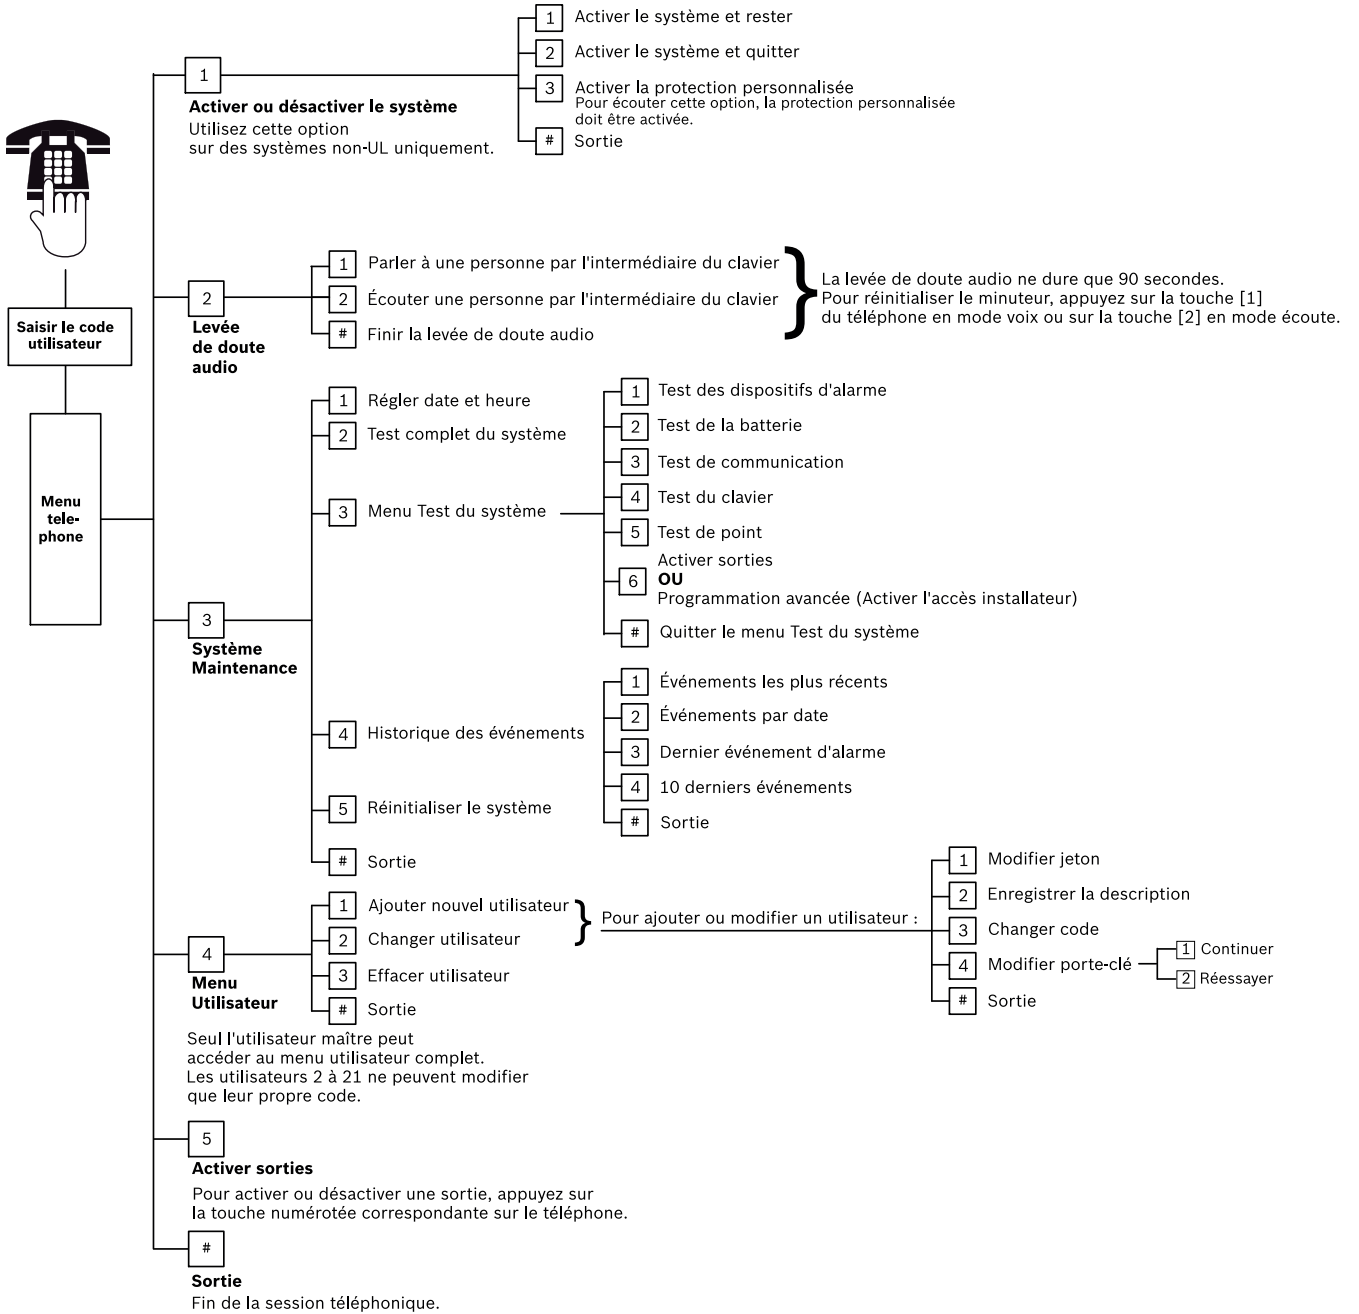 1 Activer le système et rester
2 Activer le système et quitter
1
3 Activer la protection personnalisée
Pour écouter cette option, la protection personnalisée
doit être activée.
# Sortie
Activer ou désactiver le système
Utilisez cette option
sur des systèmes non-UL uniquement.
Saisir le code
utilisateur
Menu
tele-
phone
2
Levée
de doute
audio
1 Parler à une personne par l'intermédiaire du clavier
2 Écouter une personne par l'intermédiaire du clavier
# Finir la levée de doute audio
}
La levée de doute audio ne dure que 90 secondes.
Pour réinitialiser le minuteur, appuyez sur la touche [1]
du téléphone en mode voix ou sur la touche [2] en mode écoute.
3
Système
Maintenance
1 Régler date et heure
2 Test complet du système
3 Menu Test du système
1 Test des dispositifs d'alarme
2 Test de la batterie
3 Test de communication
4 Test du clavier
5 Test de point
6
Activer sorties
OU
Programmation avancée (Activer l'accès installateur)
# Quitter le menu Test du système
4 Historique des événements
1 Événements les plus récents
2 Événements par date
3 Dernier événement d'alarme
4 10 derniers événements
# Sortie
5 Réinitialiser le système
# Sortie
4
Menu
Utilisateur
1 Ajouter nouvel utilisateur
2 Changer utilisateur
3 Effacer utilisateur
# Sortie
}
Pour ajouter ou modifier un utilisateur :
1 Modifier jeton
2 Enregistrer la description
3 Changer code
4 Modifier porte-clé
1 Continuer
2 Réessayer
# Sortie
Seul l'utilisateur maître peut
accéder au menu utilisateur complet.
Les utilisateurs 2 à 21 ne peuvent modifier
que leur propre code.
5
Activer sorties
Pour activer ou désactiver une sortie, appuyez sur
la touche numérotée correspondante sur le téléphone.
#
Sortie
Fin de la session téléphonique.